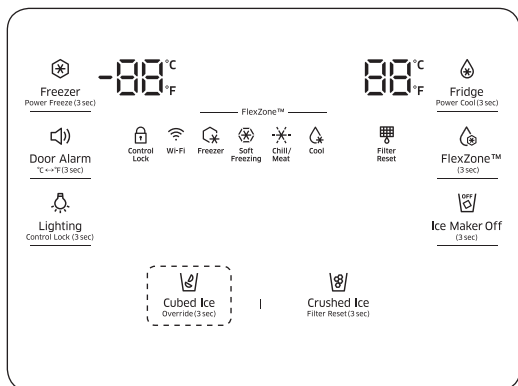 Freezer
Power Freeze (3 sec)
-88 °C
°F
88 °C
°F
Fridge
Power Cool (3 sec)
FlexZone™
Door Alarm
°C ↔ °F (3 sec)
Control
Lock
Wi-Fi
Freezer
Soft
Freezing
Chill/
Meat
Cool
Filter
Reset
FlexZone™
(3 sec)
Lighting
Control Lock (3 sec)
OFF
Ice Maker Off
(3 sec)
Cubed Ice
Override (3 sec)
|
Crushed Ice
Filter Reset (3 sec)